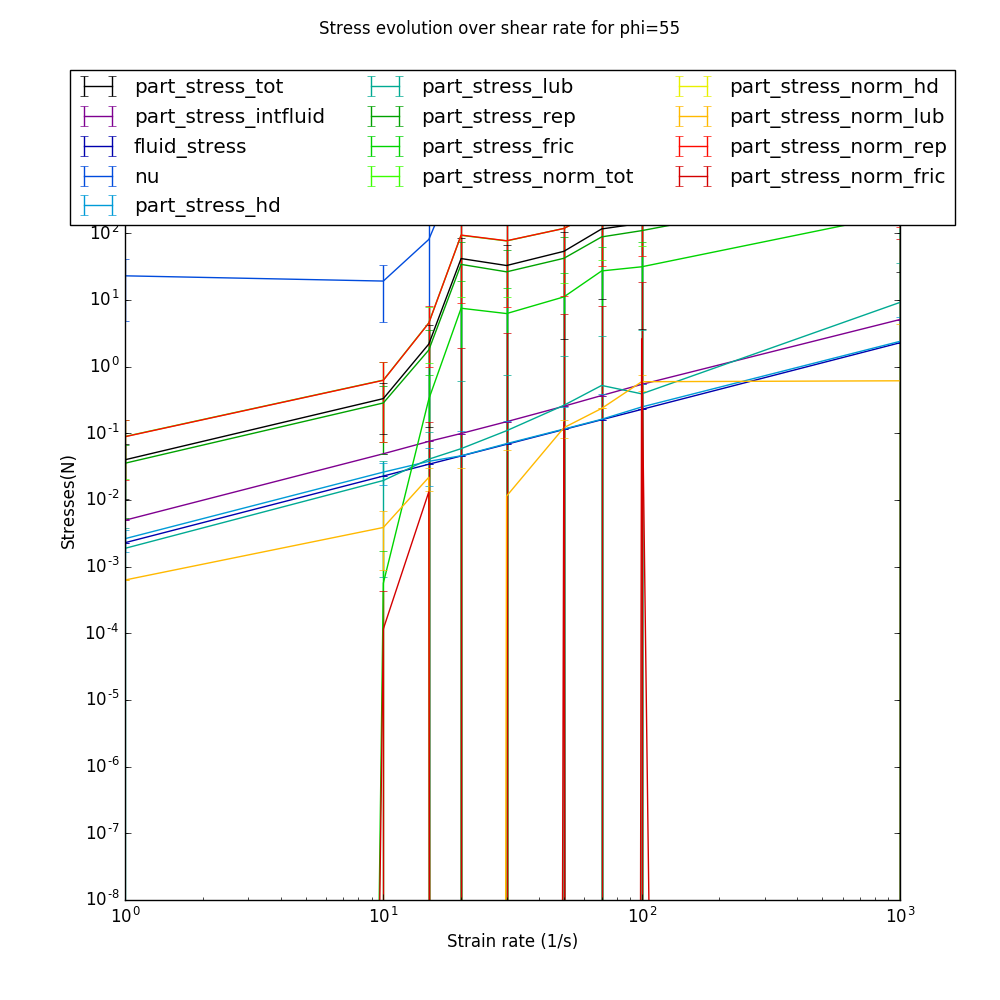 Stress evolution over shear rate for phi=55
part_stress_tot
part_stress_intfluid
fluid_stress
nu
part_stress_hd
part_stress_lub
part_stress_rep
part_stress_fric
part_stress_norm_tot
part_stress_norm_hd
part_stress_norm_lub
part_stress_norm_rep
part_stress_norm_fric
Stresses(N)
10^2
10^1
10^0
10^-1
10^-2
10^-3
10^-4
10^-5
10^-6
10^-7
10^-8
10^0 10^1 10^2 10^3
Strain rate (1/s)